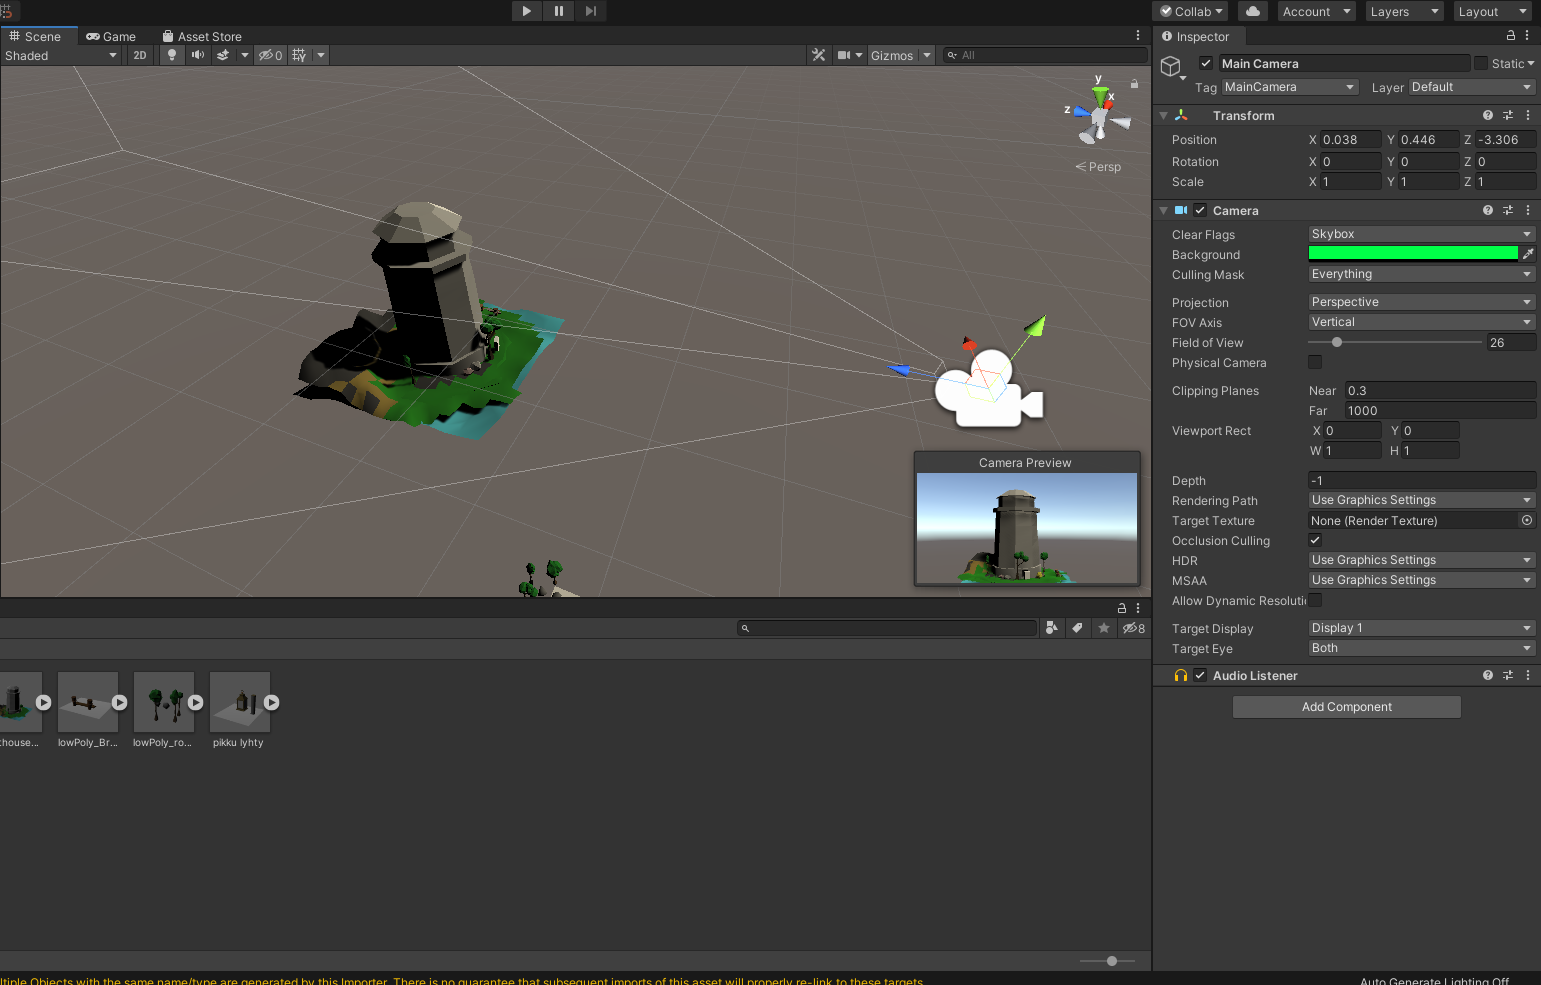 Collab
Account
Layers
Layout
Scene
Game
Asset Store
Inspector
Shaded
2D
0
Gizmos
All
Main Camera
Static
Tag MainCamera
Layer Default
y
x
z
Persp
Transform
Position X 0.038 Y 0.446 Z -3.306
Rotation X 0 Y 0 Z 0
Scale X 1 Y 1 Z 1
Camera
Clear Flags Skybox
Background
Culling Mask Everything
Projection Perspective
FOV Axis Vertical
Field of View 26
Physical Camera
Clipping Planes Near 0.3
Far 1000
Viewport Rect X 0 Y 0
W 1 H 1
Camera Preview
Depth -1
Rendering Path Use Graphics Settings
Target Texture None (Render Texture)
Occlusion Culling
HDR Use Graphics Settings
MSAA Use Graphics Settings
Allow Dynamic Resoluti
Target Display Display 1
Target Eye Both
8
Audio Listener
Add Component
thouse...
lowPoly_Br...
lowPoly_ro...
pikku lyhty
ltiple Objects with the same name/type are generated by this Importer. There is no guarantee that subsequent imports of this asset will properly re-link to these targets.
Auto Generate Lighting Off